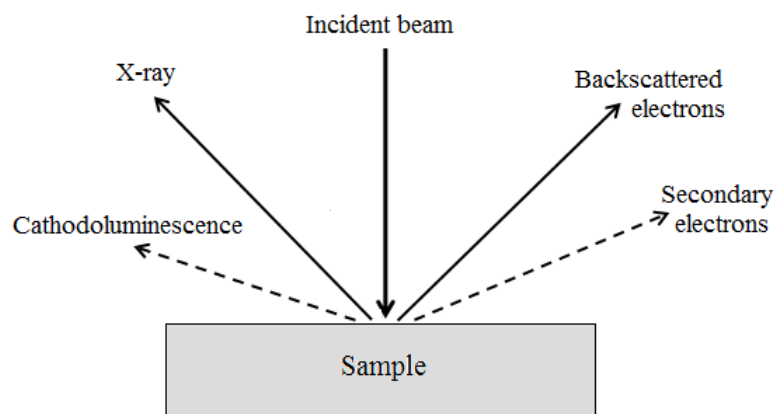 Incident beam
X-ray
Backscattered
electrons
Cathodoluminescence
Secondary
electrons
Sample